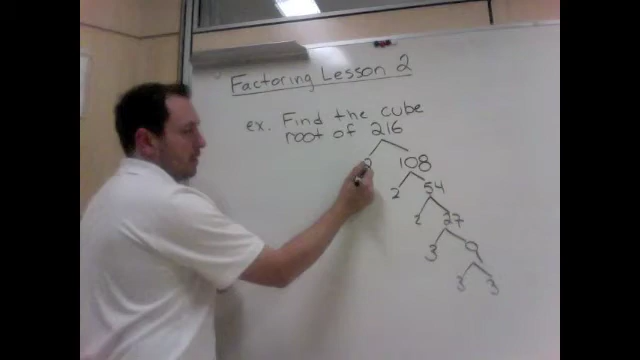 Factoring Lesson 2
ex. Find the cube
root of 216
2 108
2 54
2 27
3 9
3 3